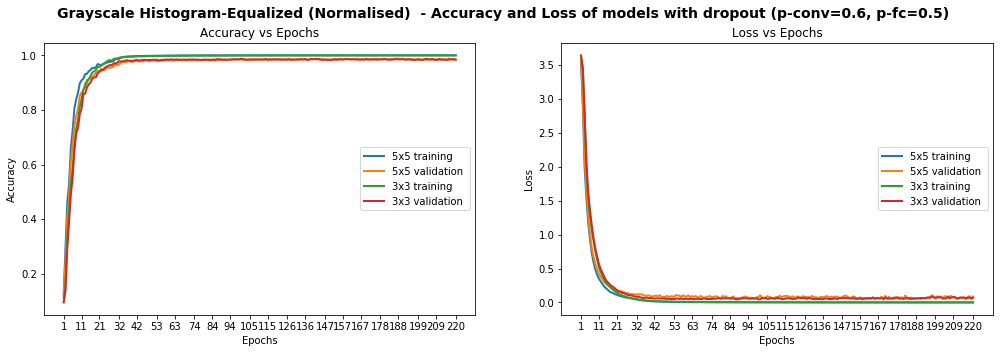 Grayscale Histogram-Equalized (Normalised)  - Accuracy and Loss of models with dropout (p-conv=0.6, p-fc=0.5)
Accuracy vs Epochs
Accuracy
1.0
0.8
0.6
0.4
0.2
5x5 training
5x5 validation
3x3 training
3x3 validation
1 11 21 32 42 53 63 74 84 94 105 115 126 136 147 157 167 178 188 199 209 220
Epochs
Loss vs Epochs
Loss
3.5
3.0
2.5
2.0
1.5
1.0
0.5
0.0
5x5 training
5x5 validation
3x3 training
3x3 validation
1 11 21 32 42 53 63 74 84 94 105 115 126 136 147 157 167 178 188 199 209 220
Epochs